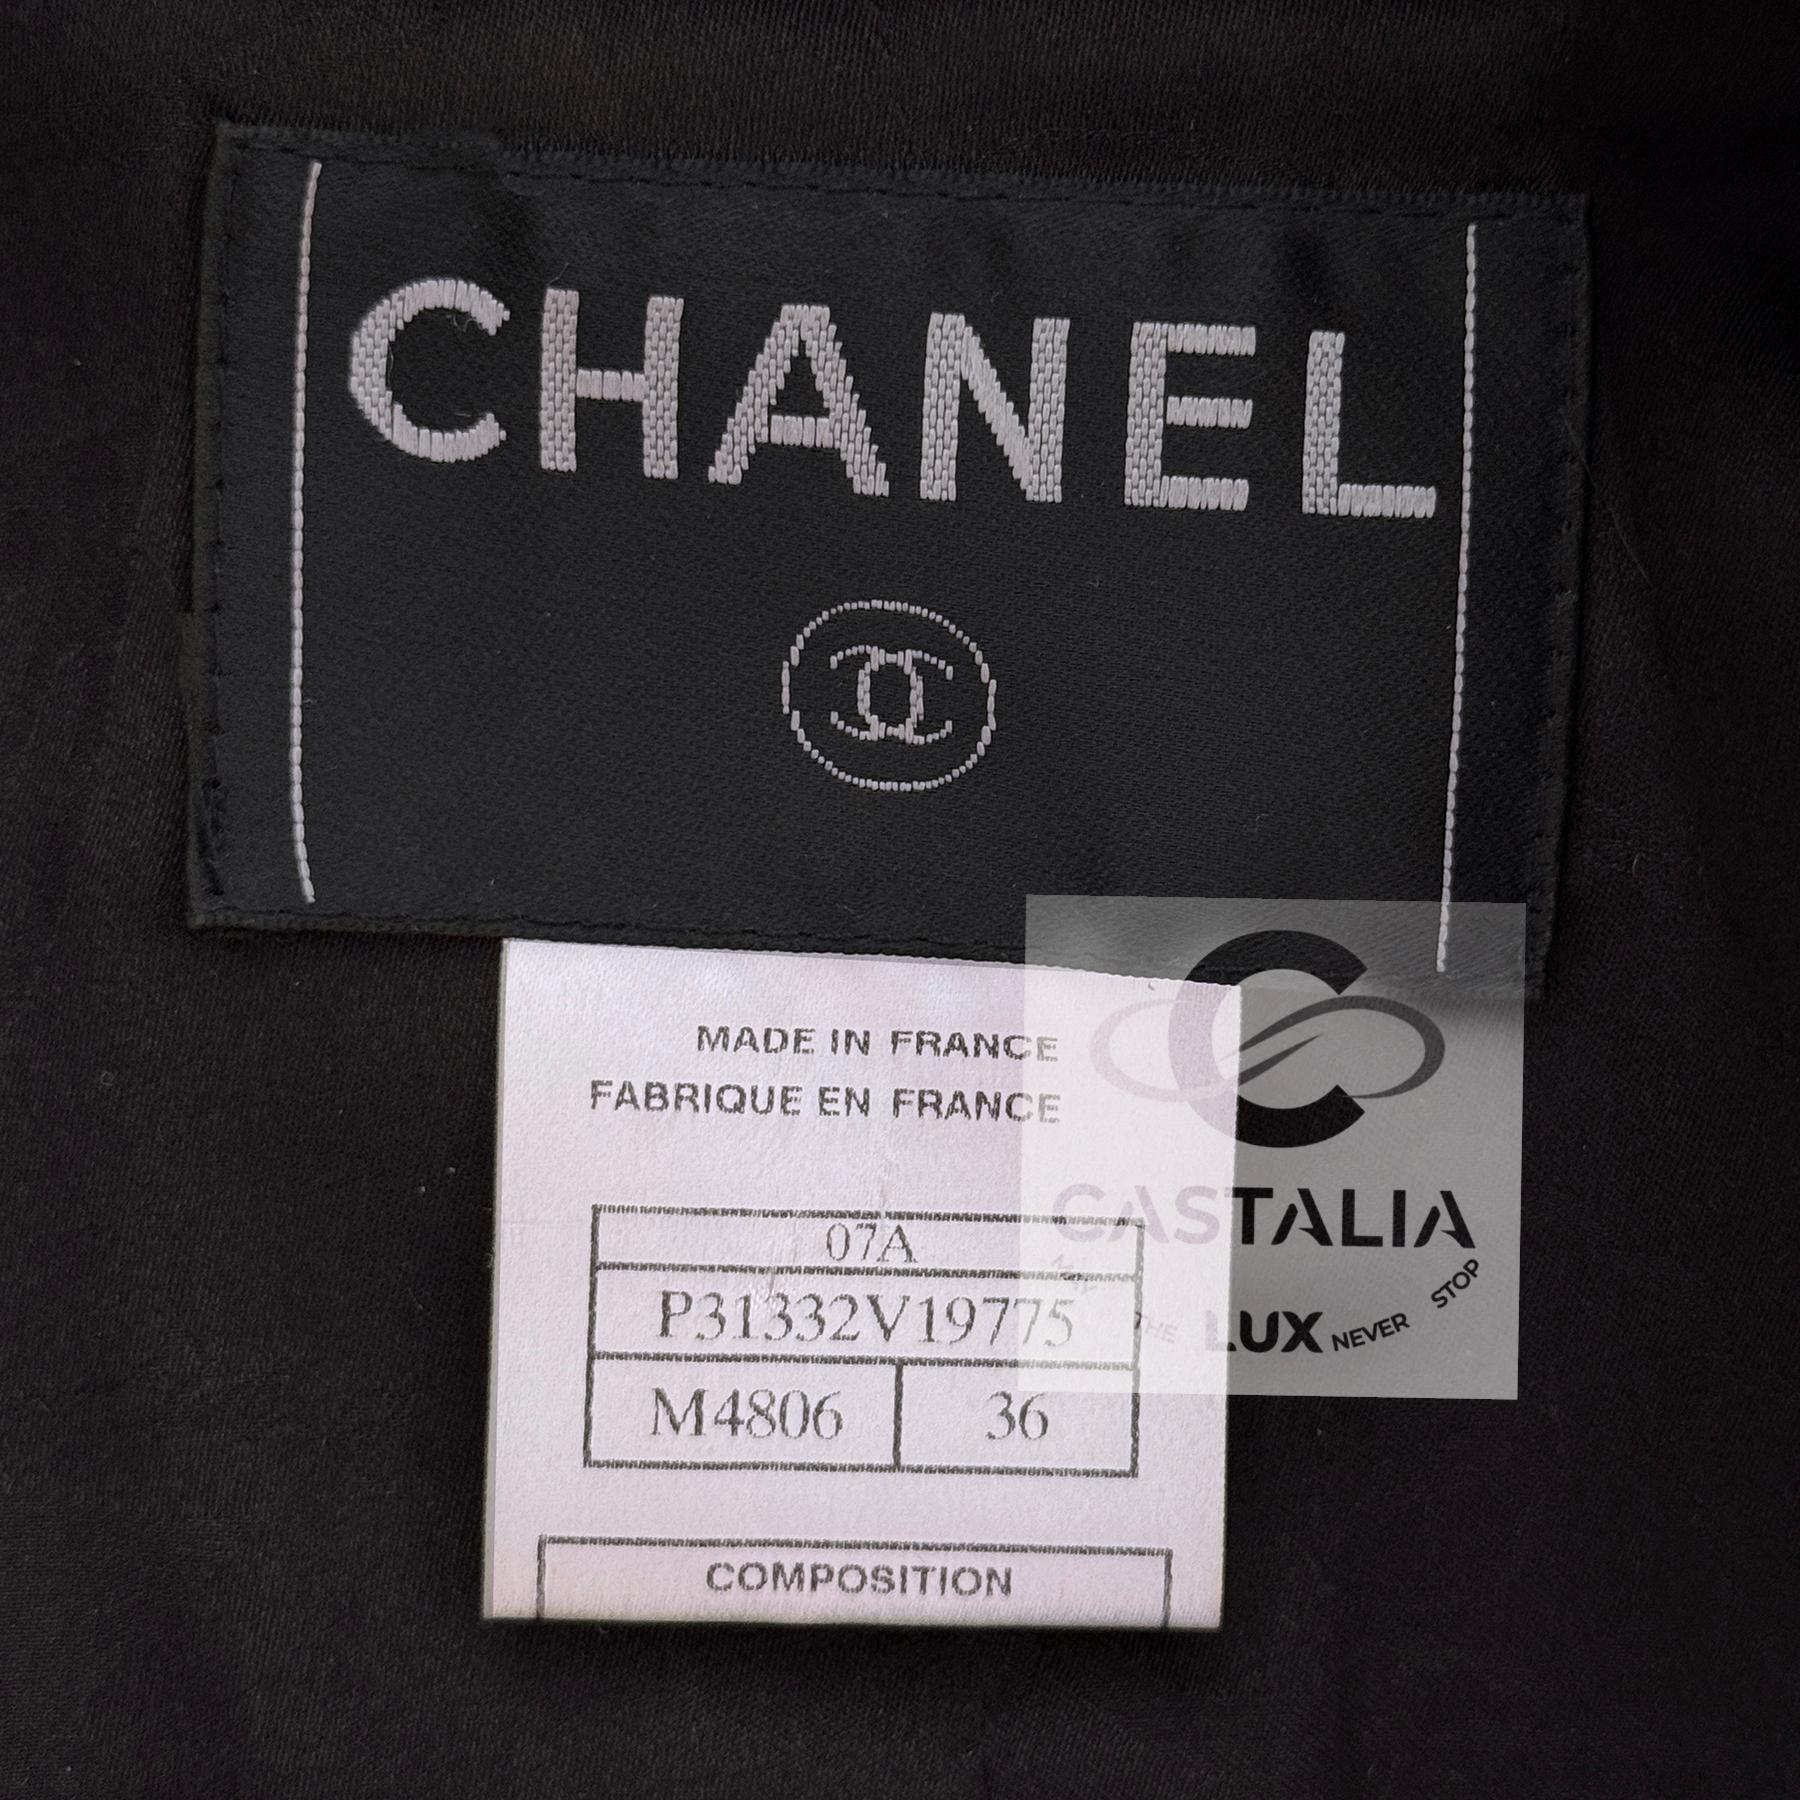 CHANEL
MADE IN FRANCE
FABRIQUE EN FRANCE
07A
P31332V19775
M4806 36
COMPOSITION
CASTALIA
THE LUX NEVER STOP